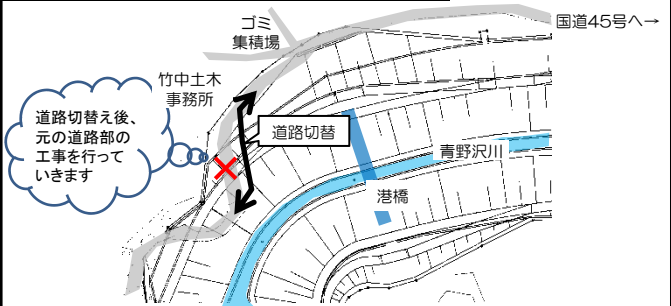 ゴミ
集積場
国道45号へ→
竹中土木
事務所
道路切替え後、
元の道路部の
工事を行って
いきます
道路切替
青野沢川
港橋